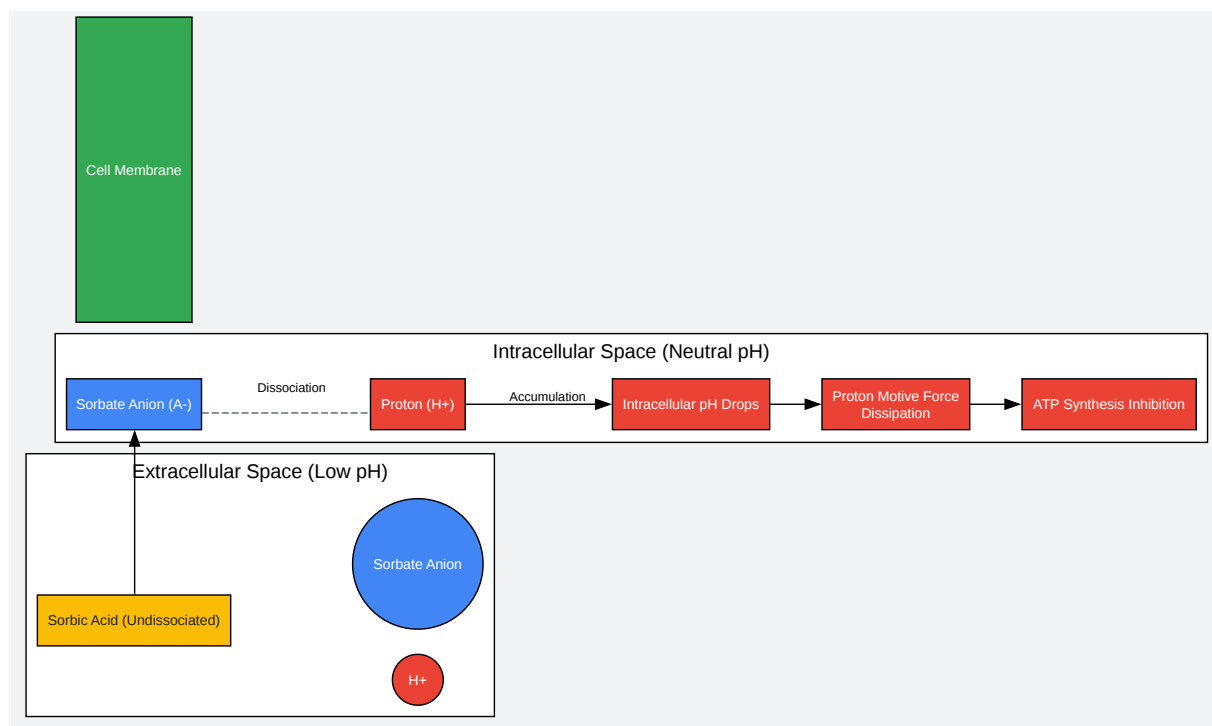 Cell Membrane
Intracellular Space (Neutral pH)
Sorbate Anion (A-)
Dissociation
Proton (H+)
Accumulation
Intracellular pH Drops
Proton Motive Force
Dissipation
ATP Synthesis Inhibition
Extracellular Space (Low pH)
Sorbate Anion
Sorbic Acid (Undissociated)
H+